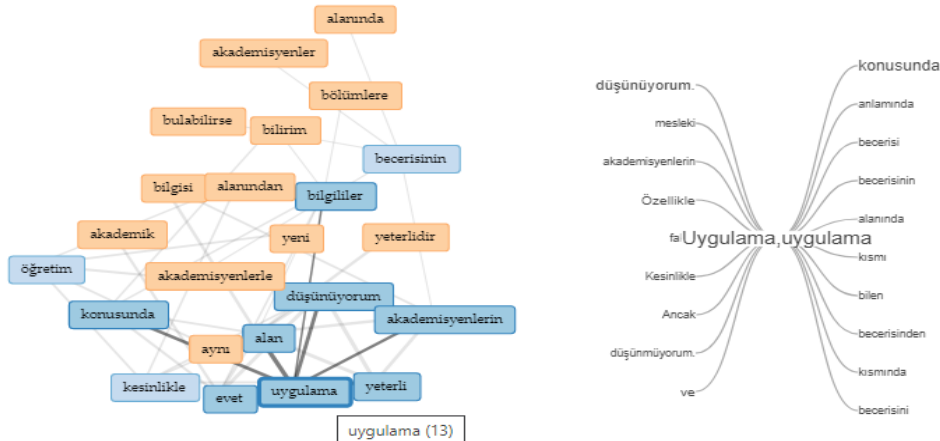 alanında
akademisyenler
bölümlere
bulabilirse
bilirim
becerisinin
bilgisi
alanından
bilgililer
akademik
yeni
yeterlidir
öğretim
akademisyenlerle
düşünüyorum
konusunda
akademisyenlerin
alan
aynı
kesinlikle
evet
uygulama
yeterli
uygulama (13)
düşünüyorum.
mesleki
akademisyenlerin
Özellikle
fa
Kesinlikle
Ancak
düşünmüyorum.
ve
Uygulama,uygulama
konusunda
anlamında
becerisi
becerisinin
alanında
kısmı
bilen
becerisinden
kısmında
becerisini